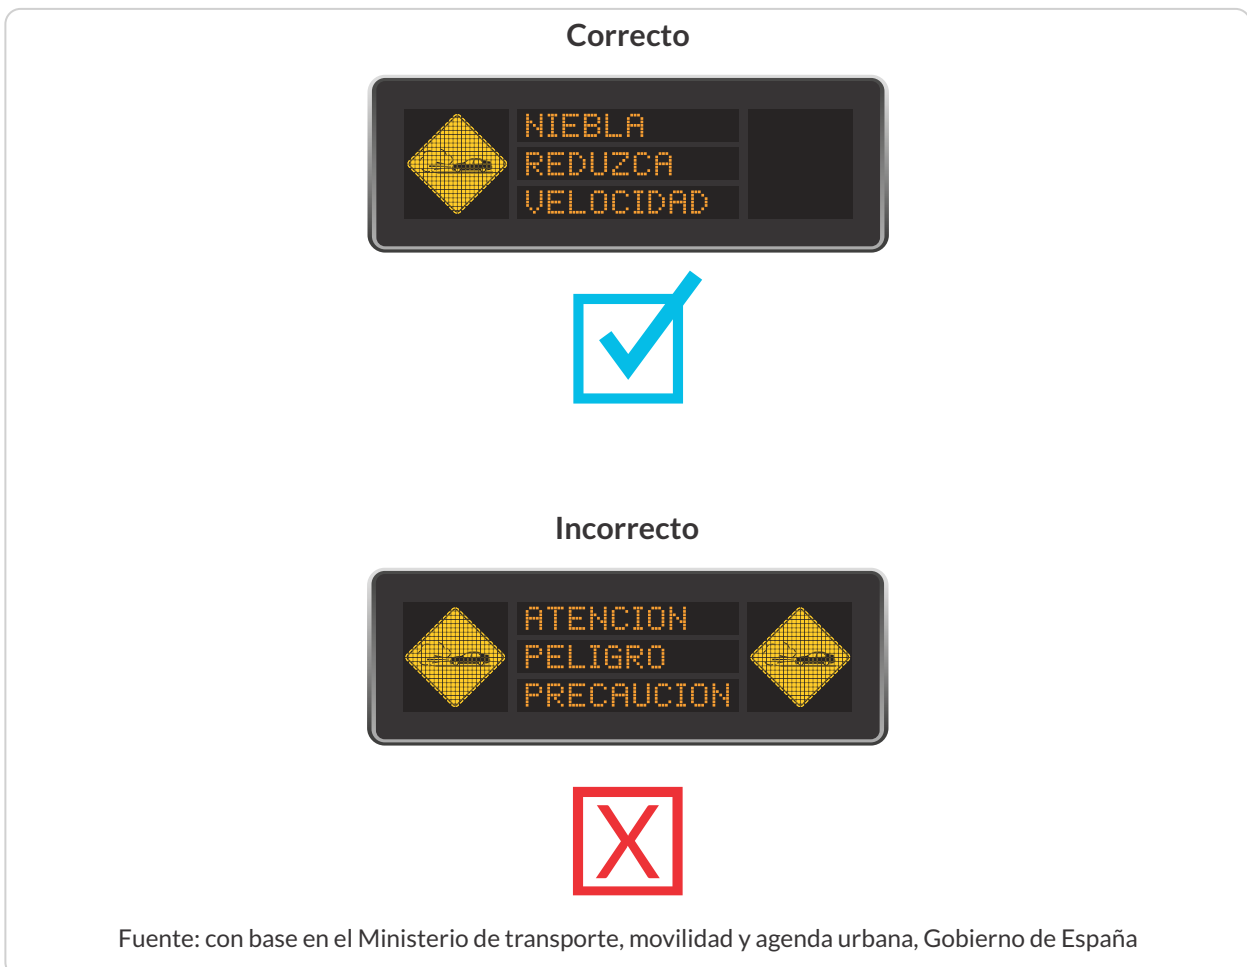 Correcto
NIEBLA
REDUZCA
VELOCIDAD
Incorrecto
ATENCION
PELIGRO
PRECAUCION
X
Fuente: con base en el Ministerio de transporte, movilidad y agenda urbana, Gobierno de España